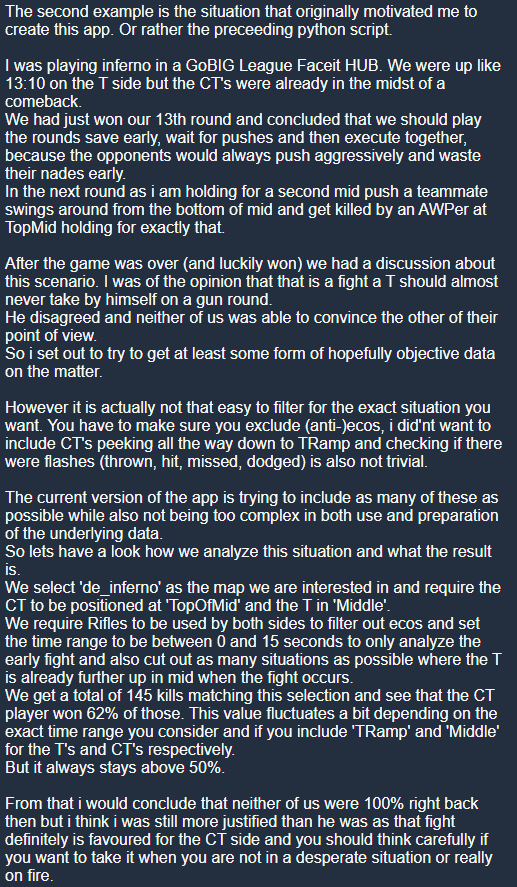 The second example is the situation that originally motivated me to
create this app. Or rather the preceeding python script.
I was playing inferno in a GoBIG League Faceit HUB. We were up like
13:10 on the T side but the CT's were already in the midst of a
comeback.
We had just won our 13th round and concluded that we should play
the rounds save early, wait for pushes and then execute together,
because the opponents would always push aggressively and waste
their nades early.
In the next round as i am holding for a second mid push a teammate
swings around from the bottom of mid and get killed by an AWPer at
TopMid holding for exactly that.
After the game was over (and luckily won) we had a discussion about
this scenario. I was of the opinion that that is a fight a T should almost
never take by himself on a gun round.
He disagreed and neither of us was able to convince the other of their
point of view.
So i set out to try to get at least some form of hopefully objective data
on the matter.
However it is actually not that easy to filter for the exact situation you
want. You have to make sure you exclude (anti-)ecos, i did'nt want to
include CT's peeking all the way down to TRamp and checking if there
were flashes (thrown, hit, missed, dodged) is also not trivial.
The current version of the app is trying to include as many of these as
possible while also not being too complex in both use and preparation
of the underlying data.
So lets have a look how we analyze this situation and what the result
is.
We select 'de_inferno' as the map we are interested in and require the
CT to be positioned at 'TopOfMid' and the T in 'Middle'.
We require Rifles to be used by both sides to filter out ecos and set
the time range to be between 0 and 15 seconds to only analyze the
early fight and also cut out as many situations as possible where the T
is already further up in mid when the fight occurs.
We get a total of 145 kills matching this selection and see that the CT
player won 62% of those. This value fluctuates a bit depending on the
exact time range you consider and if you include 'TRamp' and 'Middle'
for the T's and CT's respectively.
But it always stays above 50%.
From that i would conclude that neither of us were 100% right back
then but i think i was still more justified than he was as that fight
definitely is favoured for the CT side and you should think carefully if
you want to take it when you are not in a desperate situation or really
on fire.